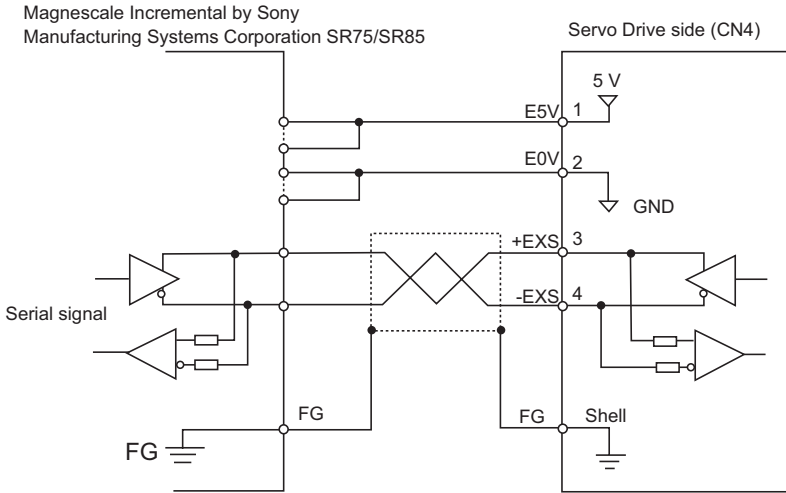 Magnescale Incremental by Sony
Manufacturing Systems Corporation SR75/SR85
Servo Drive side (CN4)
5 V
E5V 1
E0V 2
GND
+EXS 3
-EXS 4
Serial signal
FG
FG Shell
FG